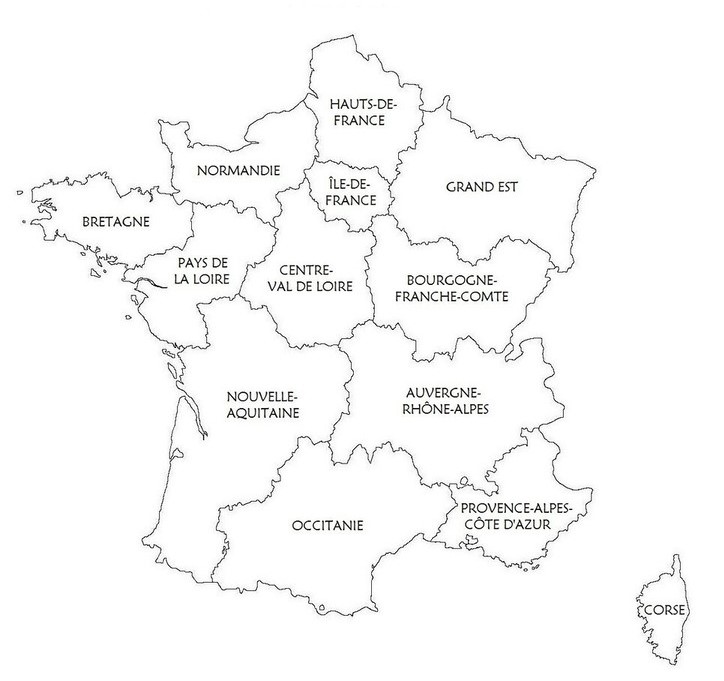 HAUTS-DE-
FRANCE
NORMANDIE
ÎLE-DE-
FRANCE
GRAND EST
BRETAGNE
PAYS DE
LA LOIRE
CENTRE-
VAL DE LOIRE
BOURGOGNE-
FRANCHE-COMTE
NOUVELLE-
AQUITAINE
AUVERGNE-
RHÔNE-ALPES
OCCITANIE
PROVENCE-ALPES-
CÔTE D'AZUR
CORSE